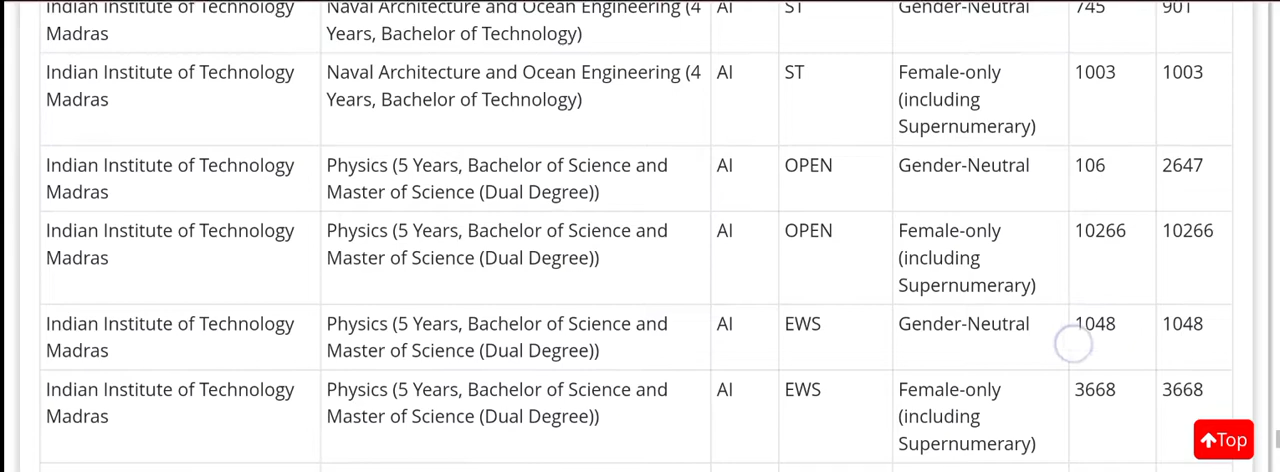 Indian Institute of Technology Naval Architecture and Ocean Engineering (4 AI ST Gender-Neutral 745 901
Madras Years, Bachelor of Technology)
Indian Institute of Technology Naval Architecture and Ocean Engineering (4 AI ST Female-only 1003 1003
Madras Years, Bachelor of Technology) (including
Supernumerary)
Indian Institute of Technology Physics (5 Years, Bachelor of Science and AI OPEN Gender-Neutral 106 2647
Madras Master of Science (Dual Degree))
Indian Institute of Technology Physics (5 Years, Bachelor of Science and AI OPEN Female-only 10266 10266
Madras Master of Science (Dual Degree)) (including
Supernumerary)
Indian Institute of Technology Physics (5 Years, Bachelor of Science and AI EWS Gender-Neutral 1048 1048
Madras Master of Science (Dual Degree))
Indian Institute of Technology Physics (5 Years, Bachelor of Science and AI EWS Female-only 3668 3668
Madras Master of Science (Dual Degree)) (including
Supernumerary)
Top